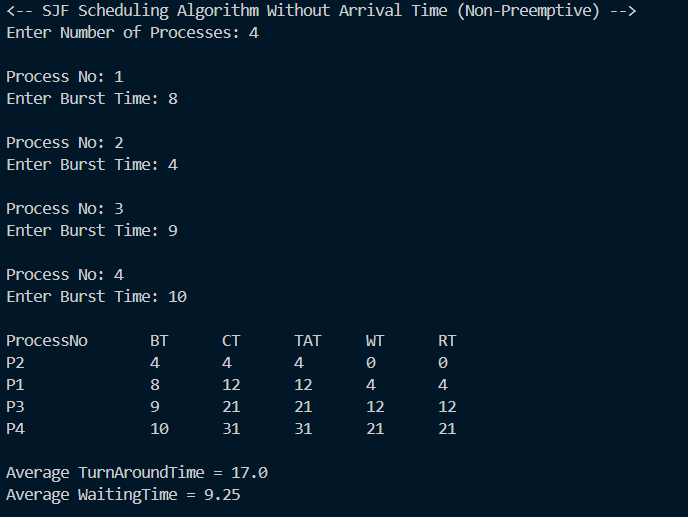 <-- SJF Scheduling Algorithm Without Arrival Time (Non-Preemptive) -->
Enter Number of Processes: 4
Process No: 1
Enter Burst Time: 8
Process No: 2
Enter Burst Time: 4
Process No: 3
Enter Burst Time: 9
Process No: 4
Enter Burst Time: 10
ProcessNo BT CT TAT WT RT
P2 4 4 4 0 0
P1 8 12 12 4 4
P3 9 21 21 12 12
P4 10 31 31 21 21
Average TurnAroundTime = 17.0
Average WaitingTime = 9.25